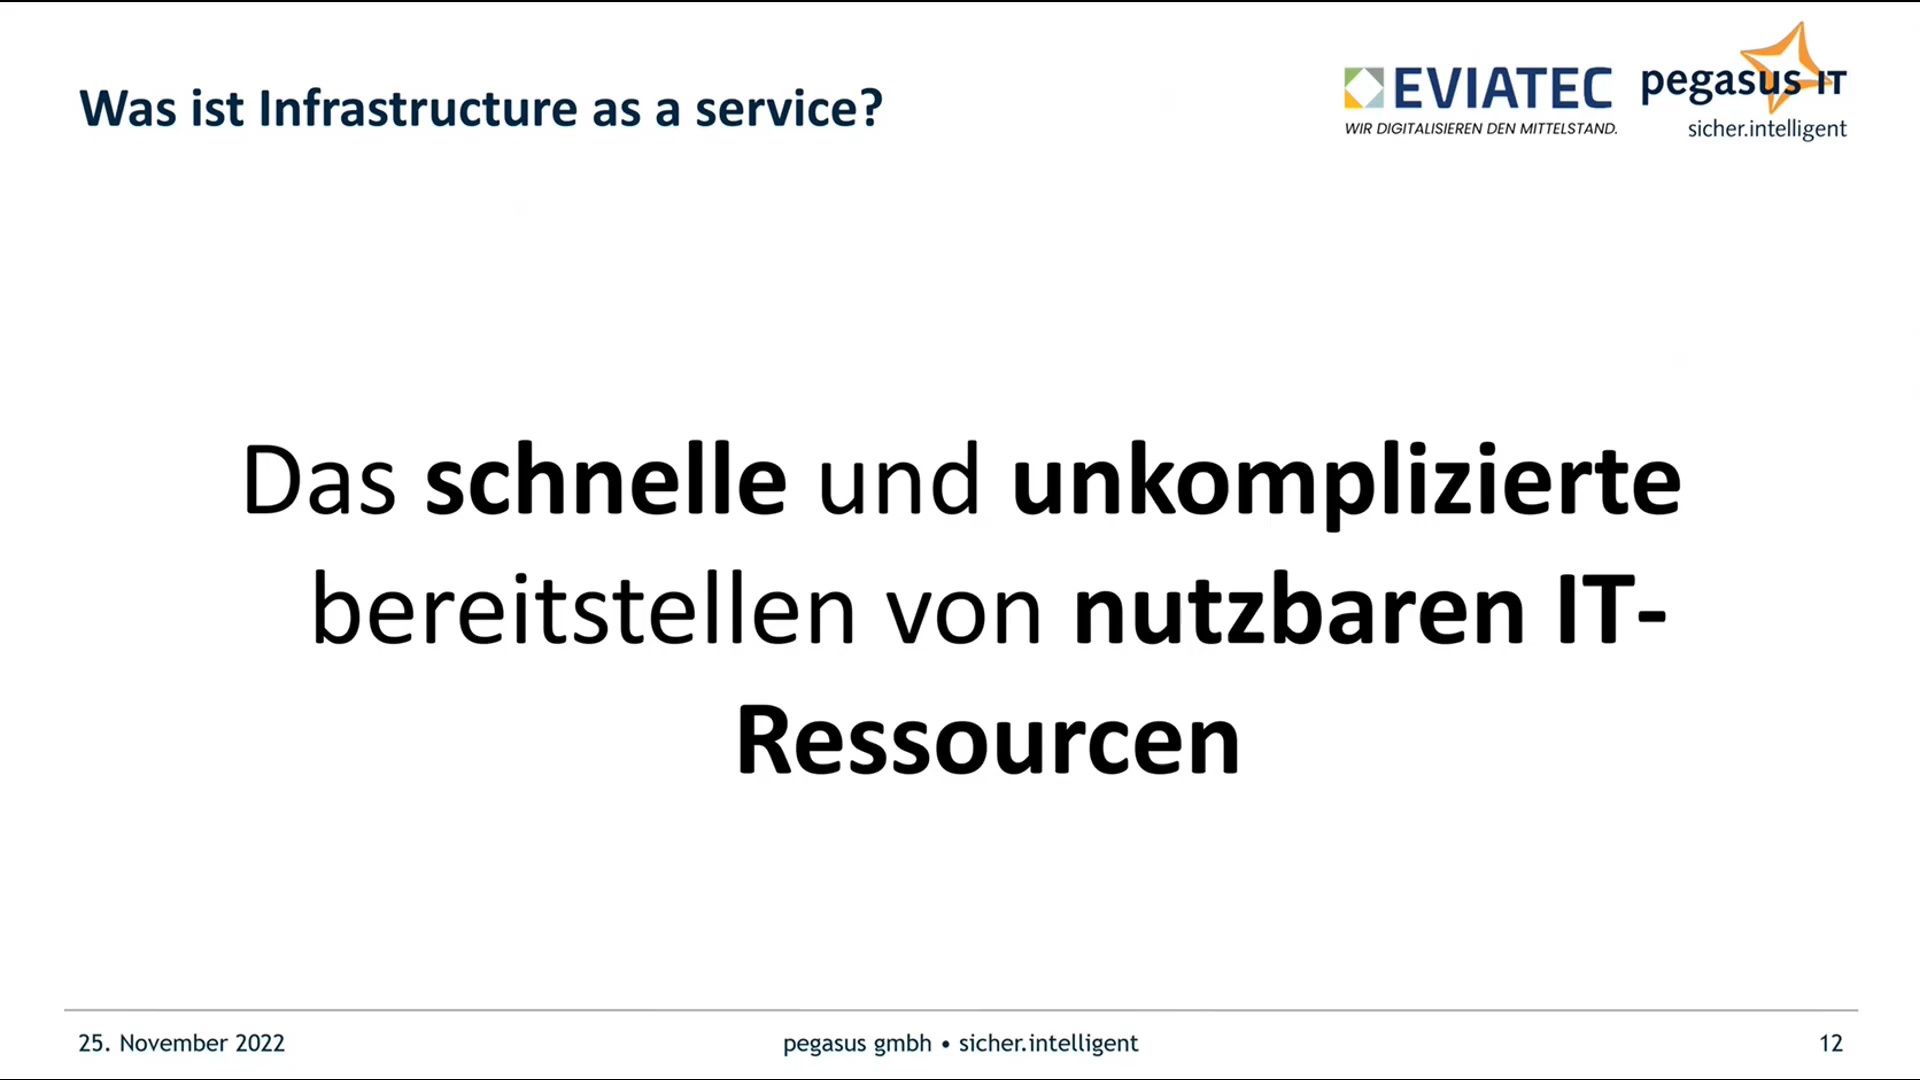 Was ist Infrastructure as a service?
EVIATEC
WIR DIGITALISIEREN DEN MITTELSTAND.
pegasus IT
sicher.intelligent
Das schnelle und unkomplizierte
bereitstellen von nutzbaren IT-
Ressourcen
25. November 2022
pegasus gmbh • sicher.intelligent
12